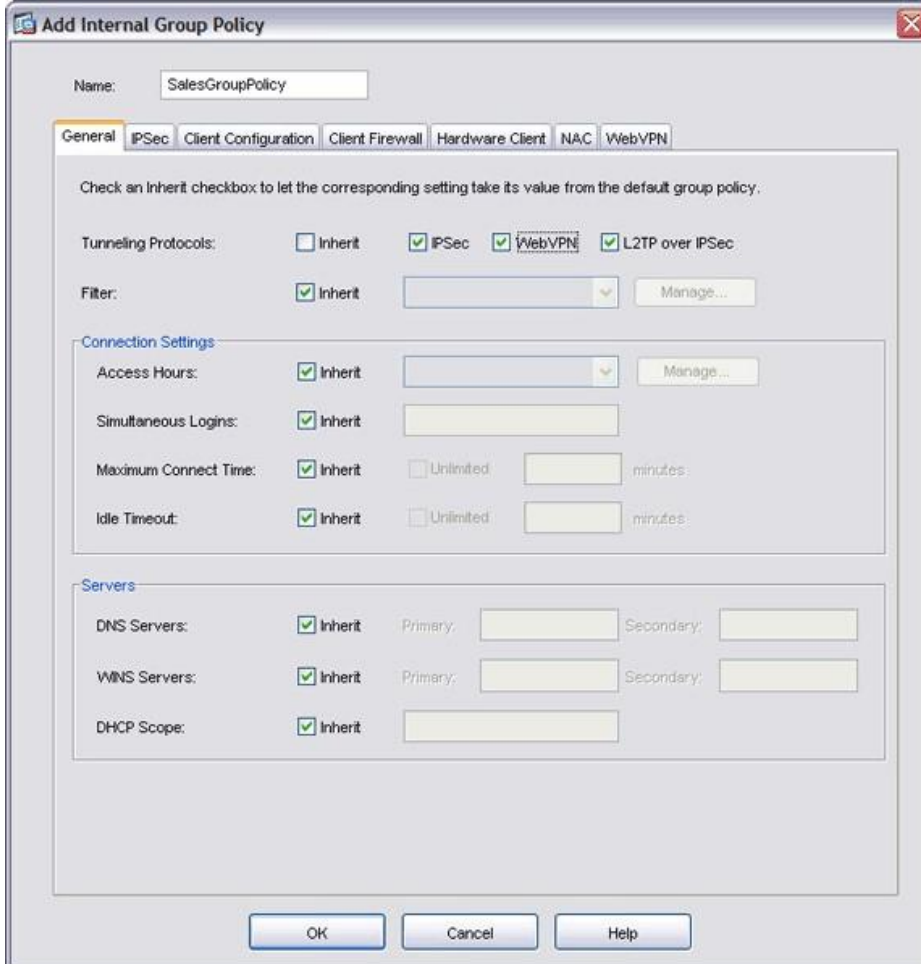 Add Internal Group Policy
Name: SalesGroupPolicy
General IPSec Client Configuration Client Firewall Hardware Client NAC WebVPN
Check an Inherit checkbox to let the corresponding setting take its value from the default group policy.
Tunneling Protocols: Inherit IPSec WebVPN L2TP over IPSec
Filter: Inherit Manage...
Connection Settings
Access Hours: Inherit Manage...
Simultaneous Logins: Inherit
Maximum Connect Time: Inherit Unlimited minutes
Idle Timeout: Inherit Unlimited minutes
Servers
DNS Servers: Inherit Primary: Secondary:
WINS Servers: Inherit Primary: Secondary:
DHCP Scope: Inherit
OK Cancel Help